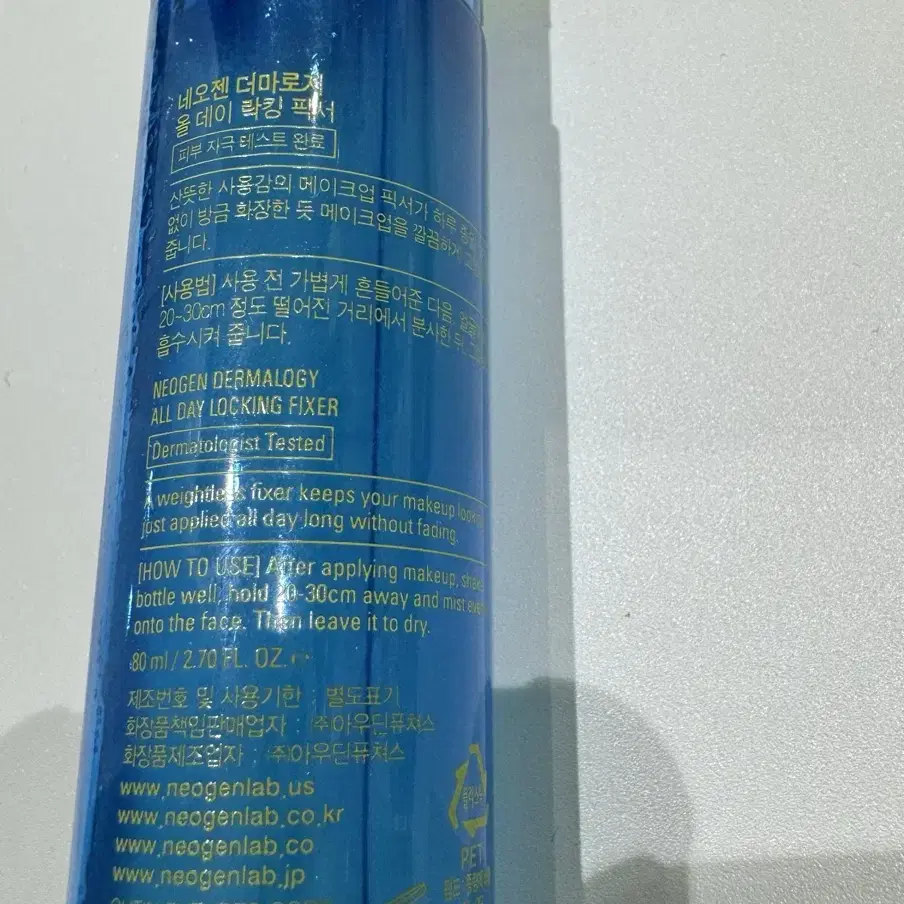 네오젠 더마로지
올 데이 락킹 픽서
피부 자극 테스트 완료
산뜻한 사용감의 메이크업 픽서가 하루 종일
없이 방금 화장한 듯 메이크업을 깔끔하게
줍니다.
[사용법] 사용 전 가볍게 흔들어준 다음,
20~30cm 정도 떨어진 거리에서 분사한 뒤,
흡수시켜 줍니다.
NEOGEN DERMALOGY
ALL DAY LOCKING FIXER
Dermatologist Tested
A weightless fixer keeps your makeup
just applied all day long without fading.
[HOW TO USE] After applying makeup,
bottle well, hold 20-30cm away and mist
onto the face. Then leave it to dry.
80 ml / 2.70 FL. OZ. e
제조번호 및 사용기한 : 별도표기
화장품책임판매업자 : ㈜아우딘퓨쳐스
화장품제조업자 : ㈜아우딘퓨쳐스
www.neogenlab.us
www.neogenlab.co.kr
www.neogenlab.co
www.neogenlab.jp
플라스틱
PET